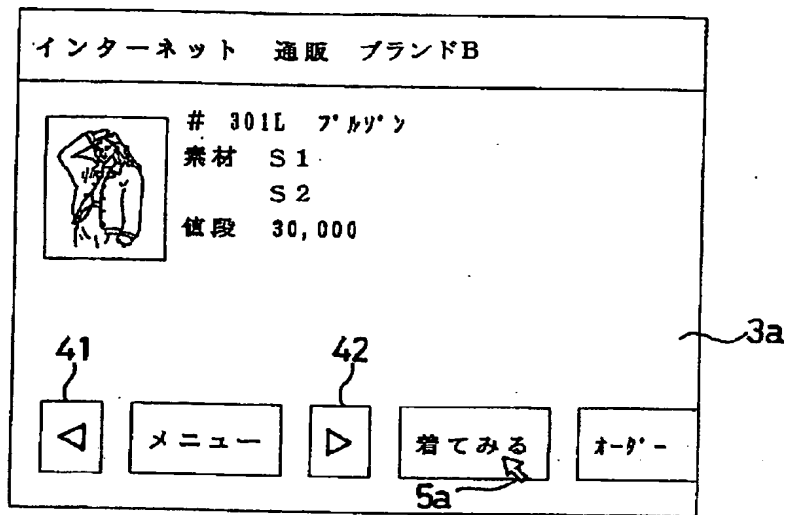 インターネット 通販 ブランドB
# 301L ブルゾン
素材 S1
S2
値段 30,000
3a
41 42
◁ メニュー ▷ 着てみる オーダー
5a